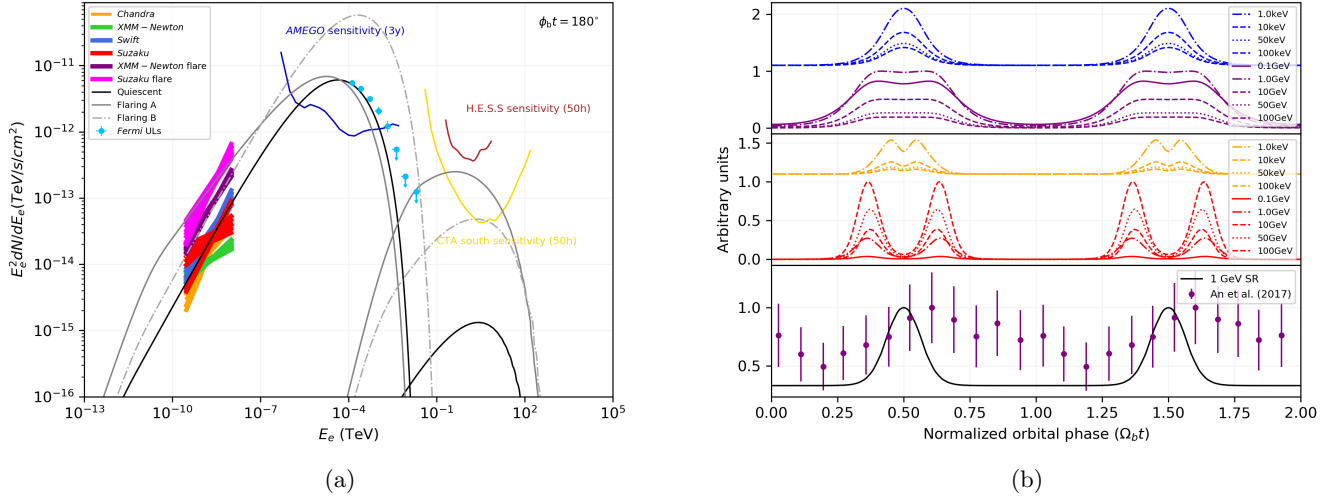 ϕ_b t = 180°
AMEGO sensitivity (3y)
Chandra
XMM−Newton
Swift
Suzaku
XMM−Newton flare
Suzaku flare
Quiescent
Flaring A
Flaring B
Fermi ULs
H.E.S.S sensitivity (50h)
CTA south sensitivity (50h)
10⁻¹¹
10⁻¹²
10⁻¹³
10⁻¹⁴
10⁻¹⁵
10⁻¹⁶
E_e²dN/dE_e(TeV/s/cm²)
10⁻¹³
10⁻¹⁰
10⁻⁷
10⁻⁴
10⁻¹
10²
10⁵
E_e (TeV)
(a)
2
1
0
1.0keV
10keV
50keV
100keV
0.1GeV
1.0GeV
10GeV
50GeV
100GeV
1.5
1.0
0.5
0.0
1.0keV
10keV
50keV
100keV
0.1GeV
1.0GeV
10GeV
50GeV
100GeV
Arbitrary units
1.0
0.5
1 GeV SR
An et al. (2017)
0.00
0.25
0.50
0.75
1.00
1.25
1.50
1.75
2.00
Normalized orbital phase (Ω_b t)
(b)